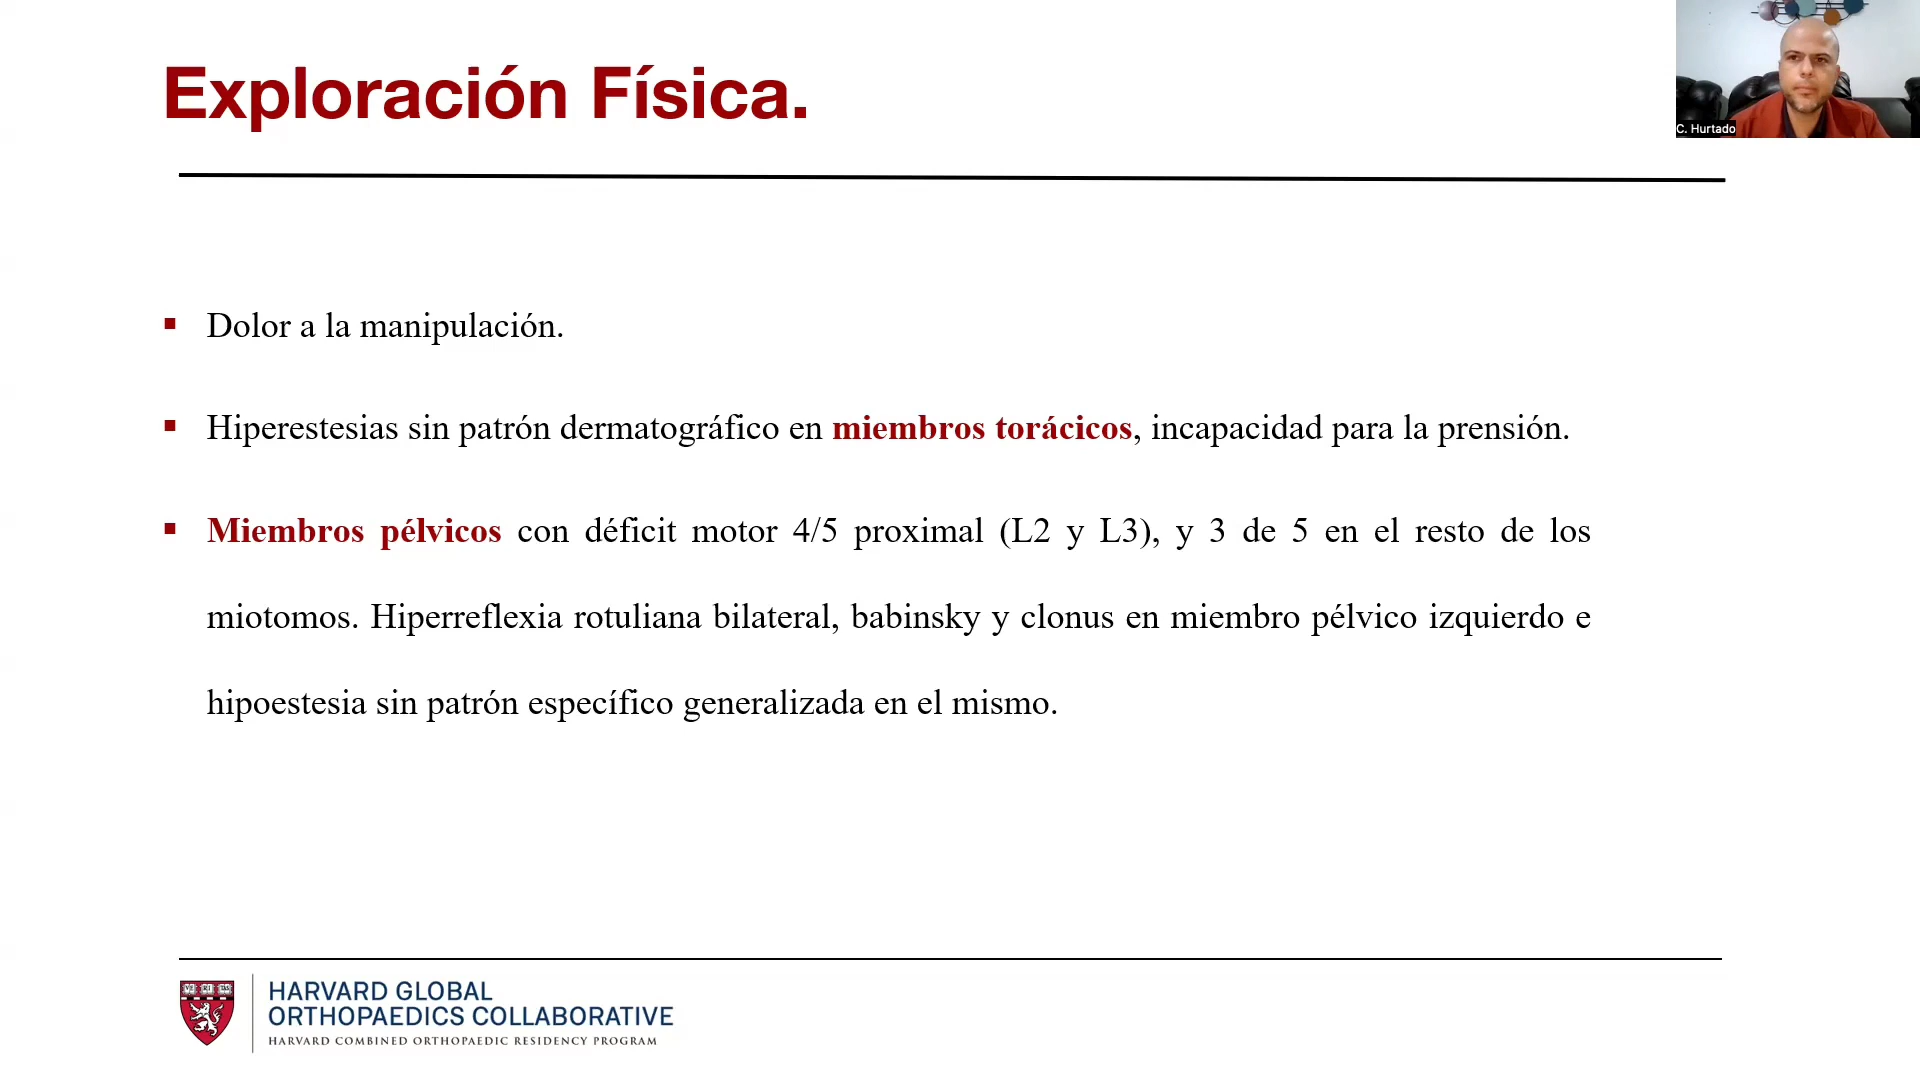 Exploración Física.
C. Hurtado
Dolor a la manipulación.
Hiperestesias sin patrón dermatográfico en miembros torácicos, incapacidad para la prensión.
Miembros pélvicos con déficit motor 4/5 proximal (L2 y L3), y 3 de 5 en el resto de los
miotomos. Hiperreflexia rotuliana bilateral, babinsky y clonus en miembro pélvico izquierdo e
hipoestesia sin patrón específico generalizada en el mismo.
VE RI TAS
HARVARD GLOBAL
ORTHOPAEDICS COLLABORATIVE
HARVARD COMBINED ORTHOPAEDIC RESIDENCY PROGRAM